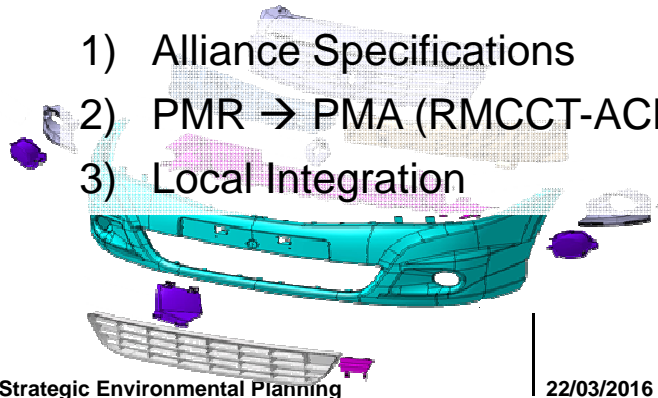 1) Alliance Specifications
2) PMR → PMA (RMCCT-ACI
3) Local Integration
Strategic Environmental Planning
22/03/2016